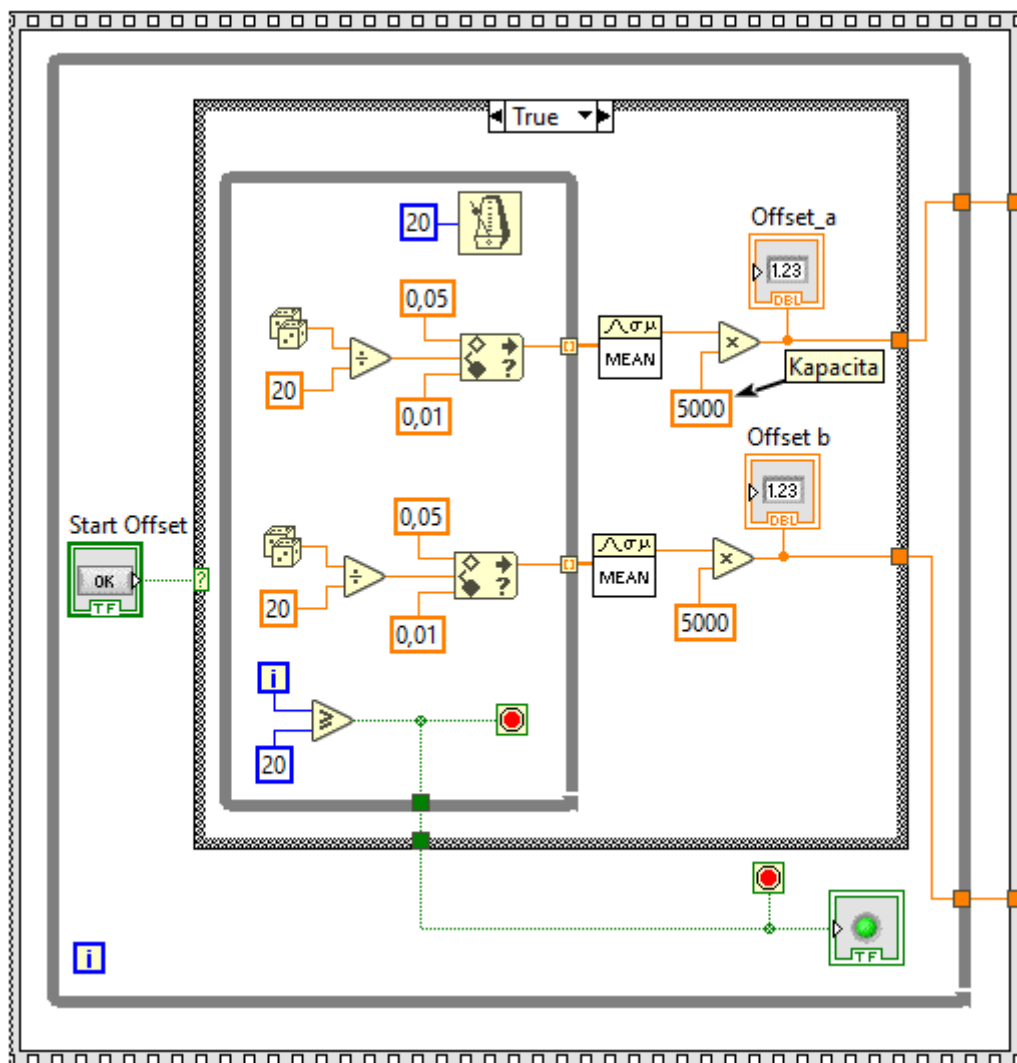 True
20
Offset_a
1.23
DBL
0,05
20
0,01
MEAN
5000
Kapacita
Offset b
1.23
DBL
Start Offset
OK
TF
?
0,05
20
0,01
MEAN
5000
i
20
i
TF